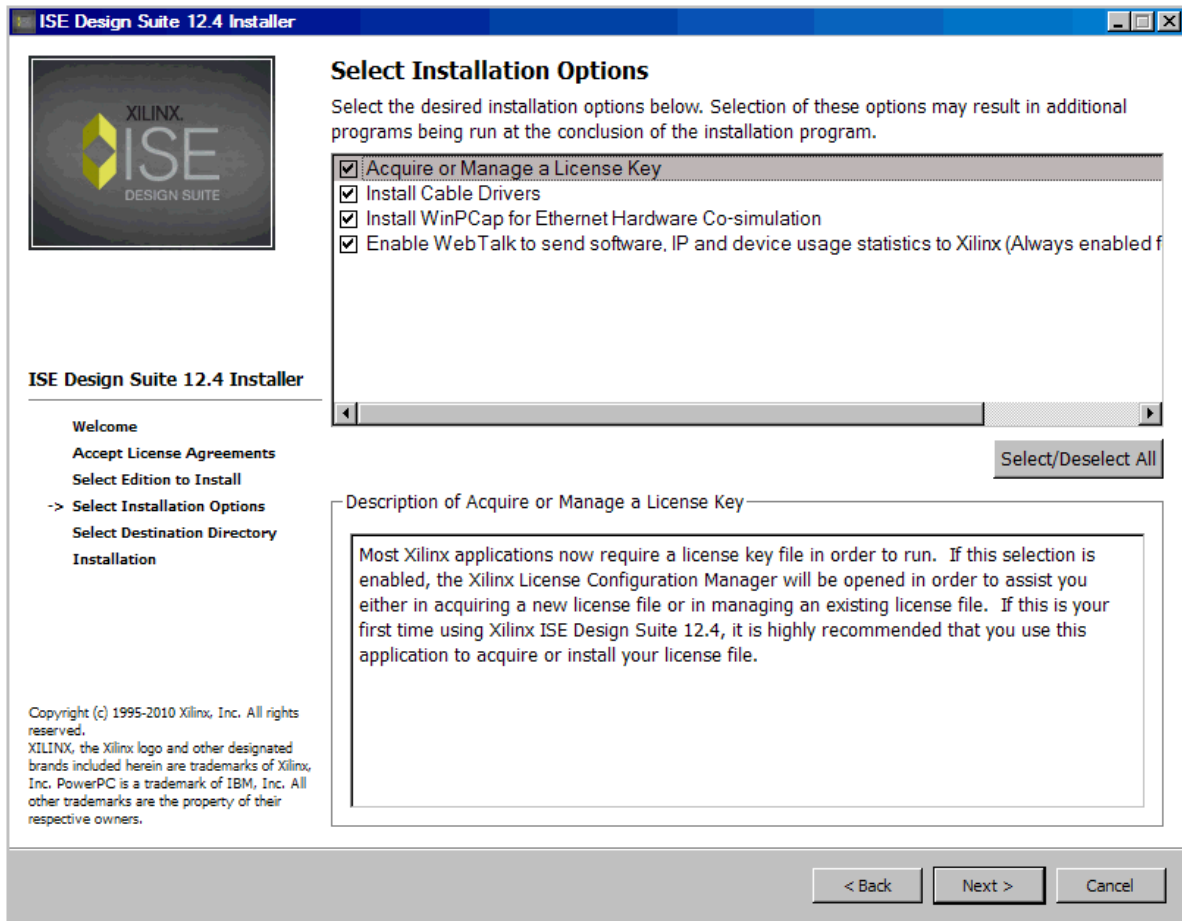 ISE Design Suite 12.4 Installer
XILINX.
ISE
DESIGN SUITE
Select Installation Options
Select the desired installation options below. Selection of these options may result in additional
programs being run at the conclusion of the installation program.
Acquire or Manage a License Key
Install Cable Drivers
Install WinPCap for Ethernet Hardware Co-simulation
Enable WebTalk to send software, IP and device usage statistics to Xilinx (Always enabled f
Select/Deselect All
ISE Design Suite 12.4 Installer
Welcome
Accept License Agreements
Select Edition to Install
-> Select Installation Options
Select Destination Directory
Installation
Description of Acquire or Manage a License Key
Most Xilinx applications now require a license key file in order to run. If this selection is
enabled, the Xilinx License Configuration Manager will be opened in order to assist you
either in acquiring a new license file or in managing an existing license file. If this is your
first time using Xilinx ISE Design Suite 12.4, it is highly recommended that you use this
application to acquire or install your license file.
Copyright (c) 1995-2010 Xilinx, Inc. All rights
reserved.
XILINX, the Xilinx logo and other designated
brands included herein are trademarks of Xilinx,
Inc. PowerPC is a trademark of IBM, Inc. All
other trademarks are the property of their
respective owners.
< Back
Next >
Cancel